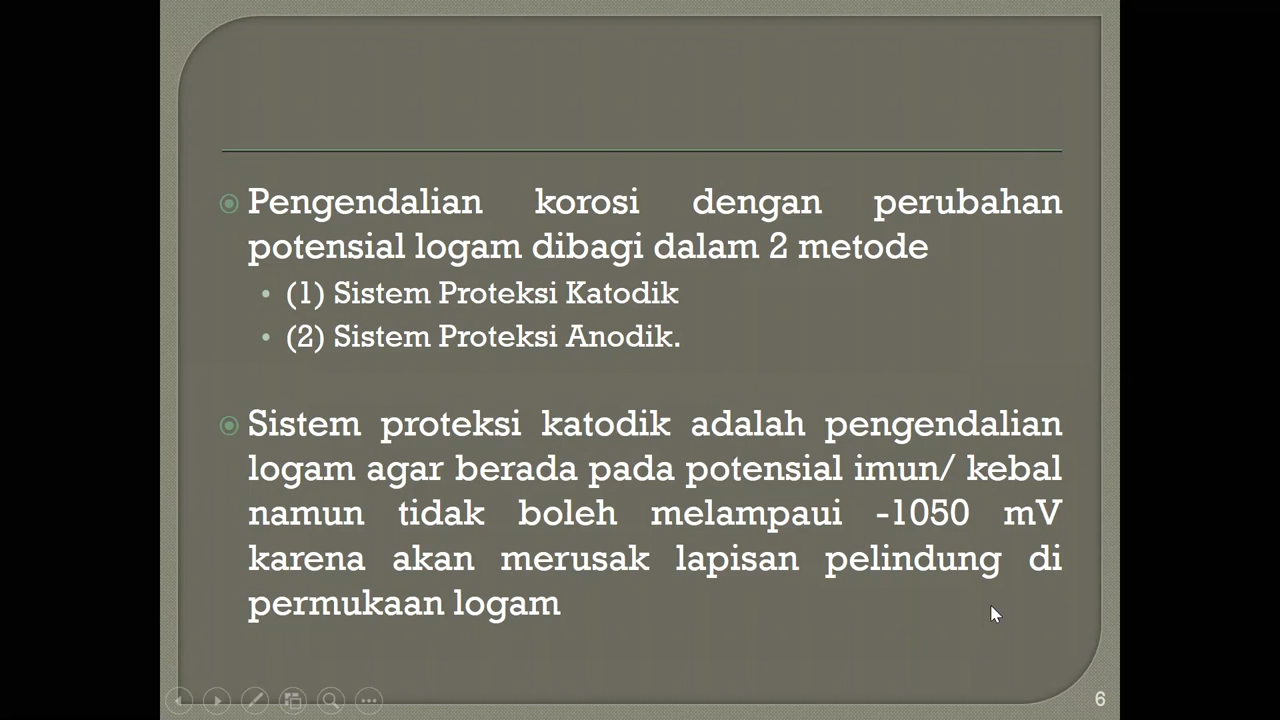 Pengendalian korosi dengan perubahan
potensial logam dibagi dalam 2 metode
(1) Sistem Proteksi Katodik
(2) Sistem Proteksi Anodik.
Sistem proteksi katodik adalah pengendalian
logam agar berada pada potensial imun/ kebal
namun tidak boleh melampaui -1050 mV
karena akan merusak lapisan pelindung di
permukaan logam
6